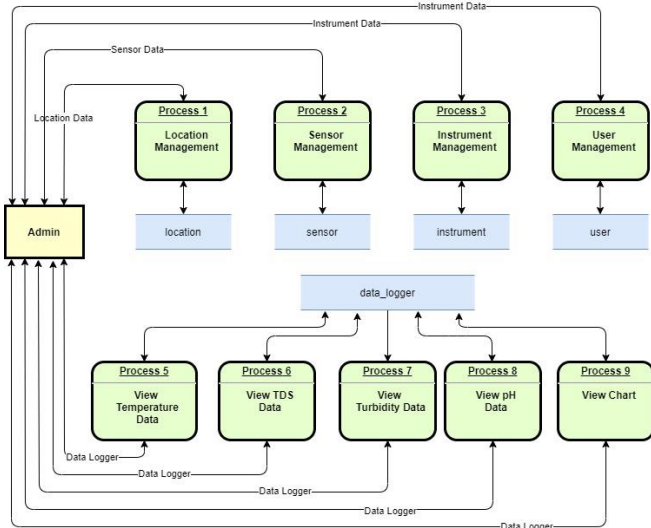 Instrument Data
Instrument Data
Sensor Data
Location Data
Process 1
Location
Management
Process 2
Sensor
Management
Process 3
Instrument
Management
Process 4
User
Management
Admin
location
sensor
instrument
user
data_logger
Process 5
View
Temperature
Data
Process 6
View TDS
Data
Process 7
View
Turbidity Data
Process 8
View pH
Data
Process 9
View Chart
Data Logger
Data Logger
Data Logger
Data Logger
Data Logger